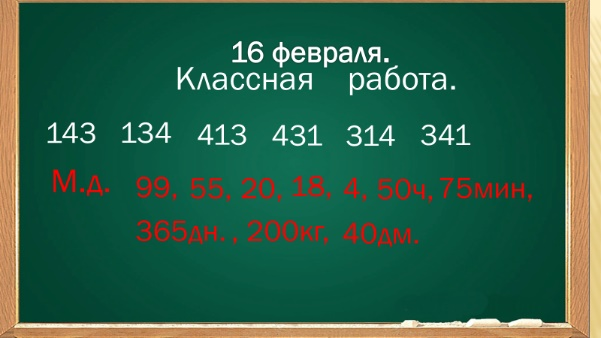 16 февраля.
Классная работа.
143 134 413 431 314 341
М.д. 99, 55, 20, 18, 4, 50ч, 75мин,
365дн. , 200кг, 40дм.